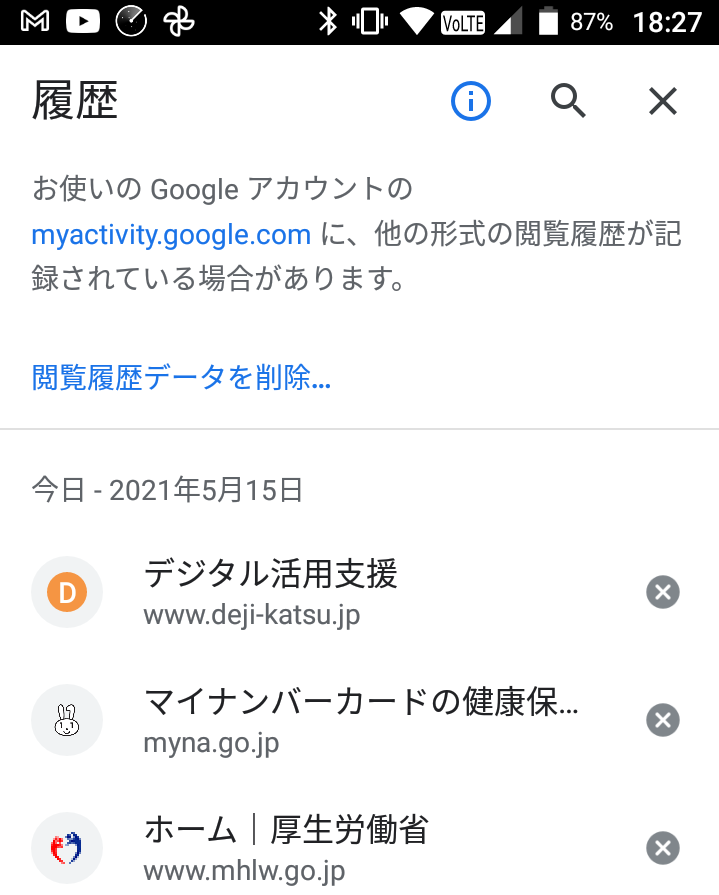 VoLTE 87% 18:27
履歴
お使いの Google アカウントの
myactivity.google.com に、他の形式の閲覧履歴が記
録されている場合があります。
閲覧履歴データを削除...
今日 - 2021年5月15日
D
デジタル活用支援
www.deji-katsu.jp
マイナンバーカードの健康保...
myna.go.jp
ホーム｜厚生労働省
www.mhlw.go.jp